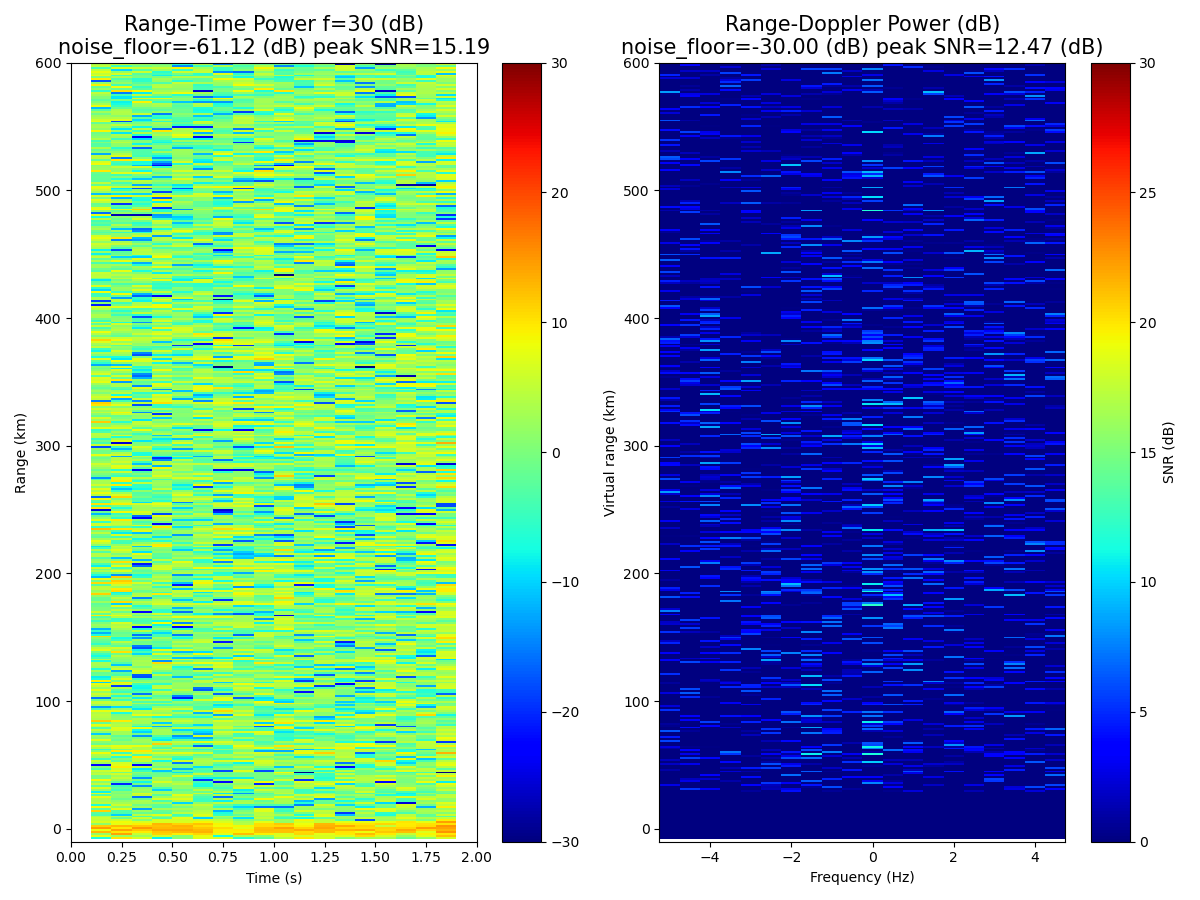 Range-Time Power f=30 (dB)
noise_floor=-61.12 (dB) peak SNR=15.19
Range-Doppler Power (dB)
noise_floor=-30.00 (dB) peak SNR=12.47 (dB)
Range (km)
600
500
400
300
200
100
0
0.00 0.25 0.50 0.75 1.00 1.25 1.50 1.75 2.00
Time (s)
30
20
10
0
−10
−20
−30
Virtual range (km)
600
500
400
300
200
100
0
−4 −2 0 2 4
Frequency (Hz)
30
25
20
15
10
5
0
SNR (dB)